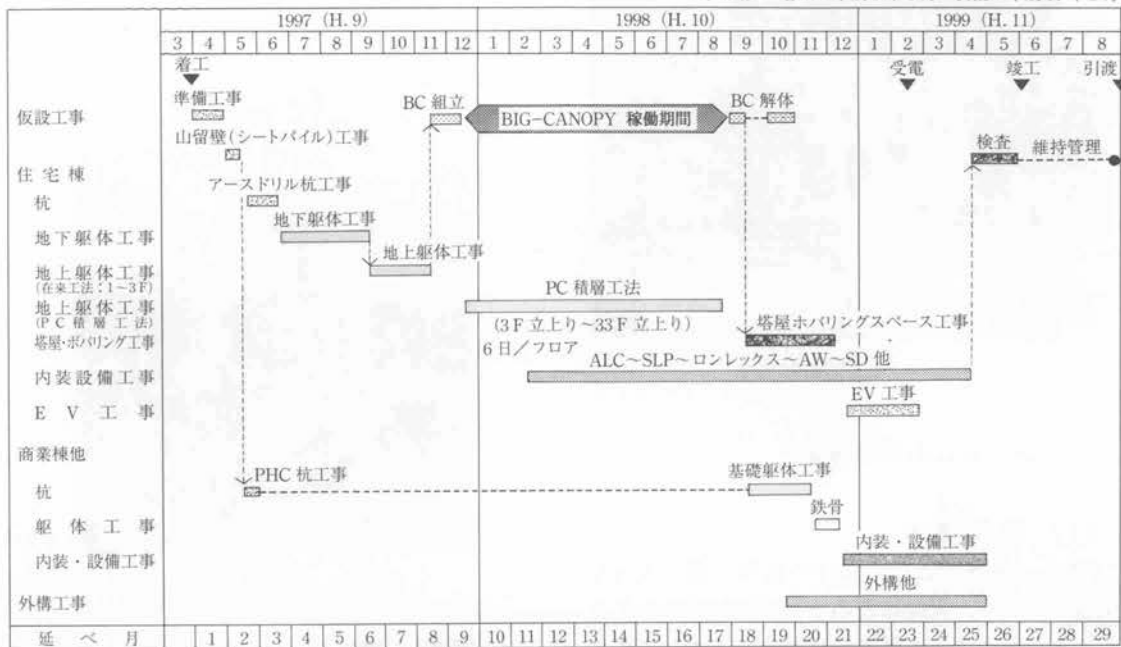 1997 (H. 9) 1998 (H. 10) 1999 (H. 11)
3 4 5 6 7 8 9 10 11 12 1 2 3 4 5 6 7 8 9 10 11 12 1 2 3 4 5 6 7 8
着工 受電 竣工 引渡
準備工事 BC 組立 BC 解体
仮設工事 BIG-CANOPY 稼働期間
山留壁(シートパイル)工事 検査 維持管理
住宅棟
アースドリル杭工事
杭
地下躯体工事
地下躯体工事
地上躯体工事
地上躯体工事
(在来工法:1~3F)
PC 積層工法
地上躯体工事
(PC積層工法) (3F立上り~33F立上り) 塔屋ホバリングスペース工事
塔屋・ホバリング工事 6日/フロア
ALC~SLP~ロンレックス~AW~SD 他
内装設備工事
EV 工事
EV工事
商業棟他
PHC 杭工事 基礎躯体工事
杭
鉄骨
躯体工事
内装・設備工事
内装・設備工事
外構他
外構工事
延べ月 1 2 3 4 5 6 7 8 9 10 11 12 13 14 15 16 17 18 19 20 21 22 23 24 25 26 27 28 29